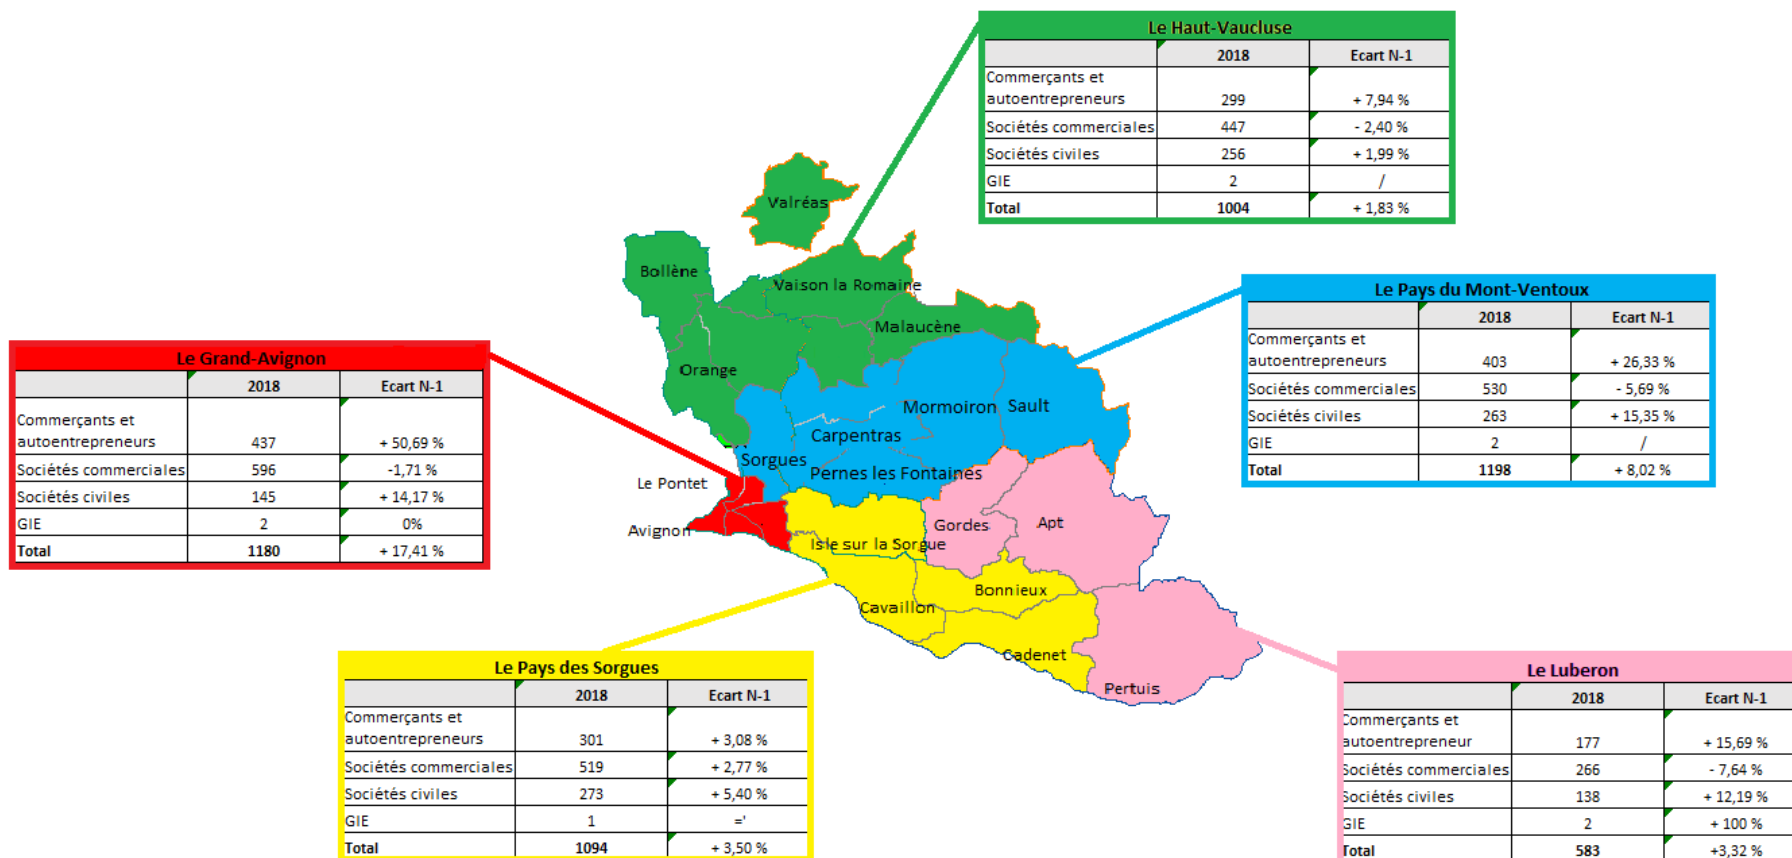 Le Haut-Vaucluse
2018 Ecart N-1
Commerçants et
autoentrepreneurs 299 + 7,94 %
Sociétés commerciales 447 - 2,40 %
Sociétés civiles 256 + 1,99 %
GIE 2 /
Total 1004 + 1,83 %
Valréas
Bollène
Vaison la Romaine
Malaucène
Orange
Le Pays du Mont-Ventoux
2018 Ecart N-1
Commerçants et
autoentrepreneurs 403 + 26,33 %
Sociétés commerciales 530 - 5,69 %
Sociétés civiles 263 + 15,35 %
GIE 2 /
Total 1198 + 8,02 %
Le Grand-Avignon
2018 Ecart N-1
Commerçants et
autoentrepreneurs 437 + 50,69 %
Sociétés commerciales 596 -1,71 %
Sociétés civiles 145 + 14,17 %
GIE 2 0%
Total 1180 + 17,41 %
Mormoiron Sault
Carpentras
Sorgues
Pernes les Fontaines
Le Pontet
Avignon
Gordes
Apt
Isle sur la Sorgue
Bonnieux
Cavaillon
Cadenet
Pertuis
Le Pays des Sorgues
2018 Ecart N-1
Commerçants et
autoentrepreneurs 301 + 3,08 %
Sociétés commerciales 519 + 2,77 %
Sociétés civiles 273 + 5,40 %
GIE 1 ='
Total 1094 + 3,50 %
Le Luberon
2018 Ecart N-1
Commerçants et
autoentrepreneur 177 + 15,69 %
Sociétés commerciales 266 - 7,64 %
Sociétés civiles 138 + 12,19 %
GIE 2 + 100 %
Total 583 +3,32 %